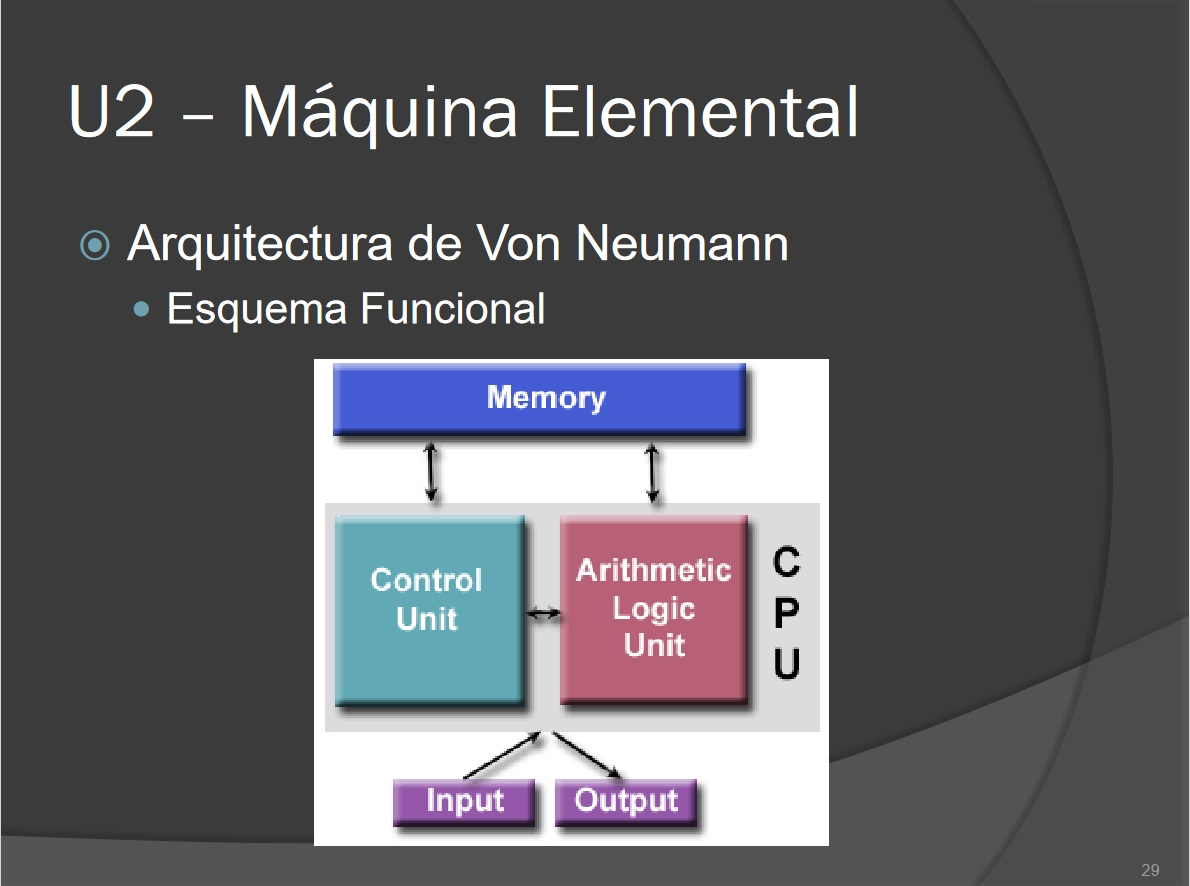 U2 – Máquina Elemental
Arquitectura de Von Neumann
Esquema Funcional
Memory
Control
Unit
Arithmetic
Logic
Unit
C
P
U
Input
Output
29